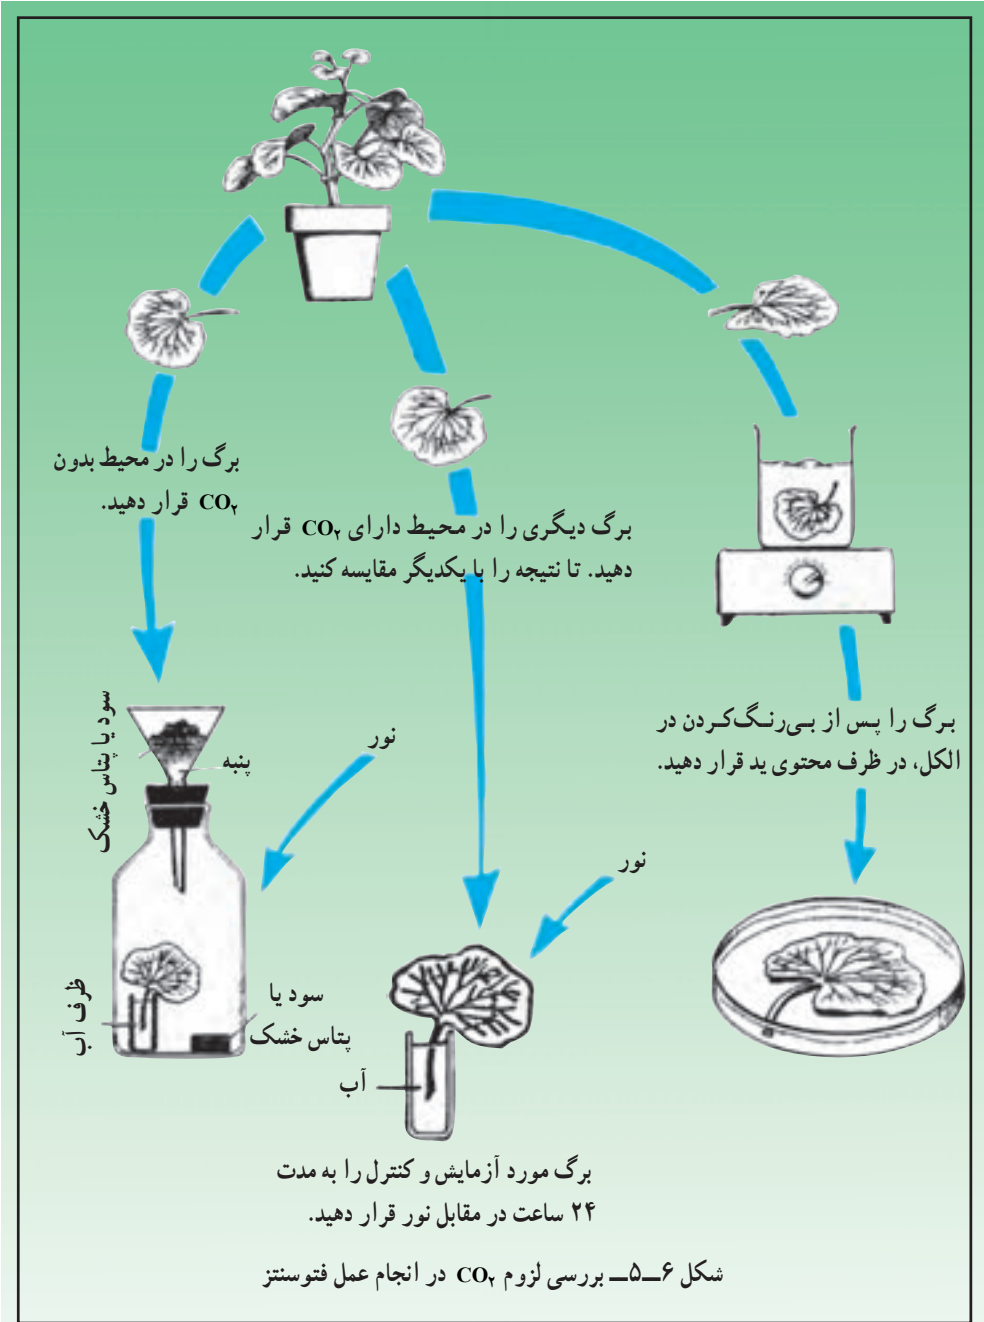 برگ را در محیط بدون
CO₂ قرار دهید.
برگ دیگری را در محیط دارای CO₂ قرار
دهید. تا نتیجه را با یکدیگر مقایسه کنید.
برگ را پس از بی‌رنگ‌کردن در
الکل، در ظرف محتوی ید قرار دهید.
سود یا پتاس خشک
پنبه
نور
نور
ظرف آب
سود یا
پتاس خشک
آب
برگ مورد آزمایش و کنترل را به مدت
۲۴ ساعت در مقابل نور قرار دهید.
شکل ۶ــ۵ــ بررسی لزوم CO₂ در انجام عمل فتوسنتز